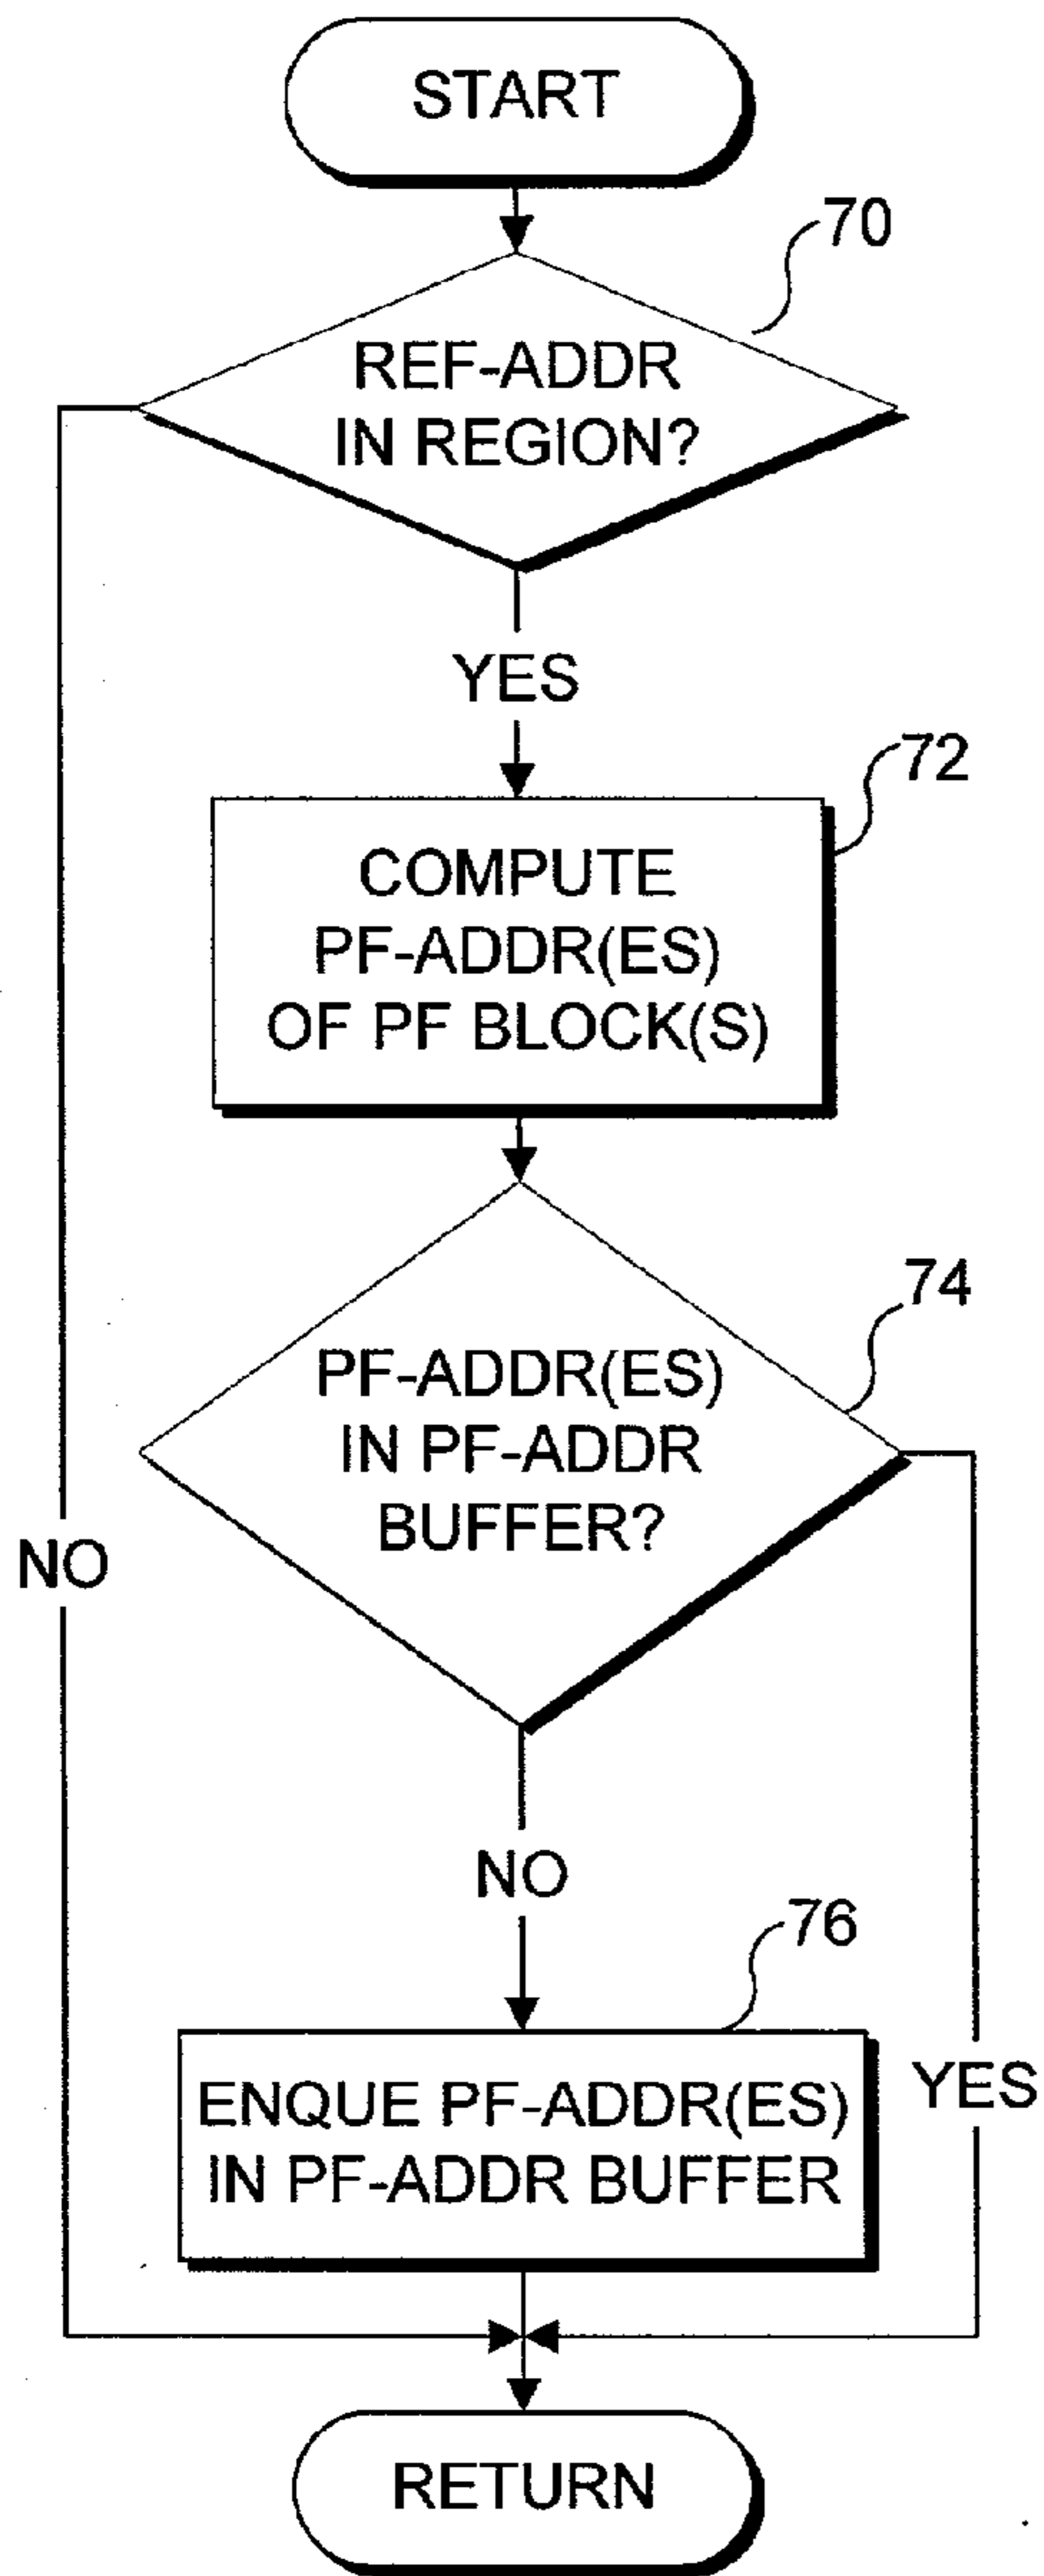 START
70
REF-ADDR
IN REGION?
YES
72
COMPUTE
PF-ADDR(ES)
OF PF BLOCK(S)
74
PF-ADDR(ES)
IN PF-ADDR
BUFFER?
NO
NO
76
ENQUE PF-ADDR(ES)
IN PF-ADDR BUFFER
YES
RETURN